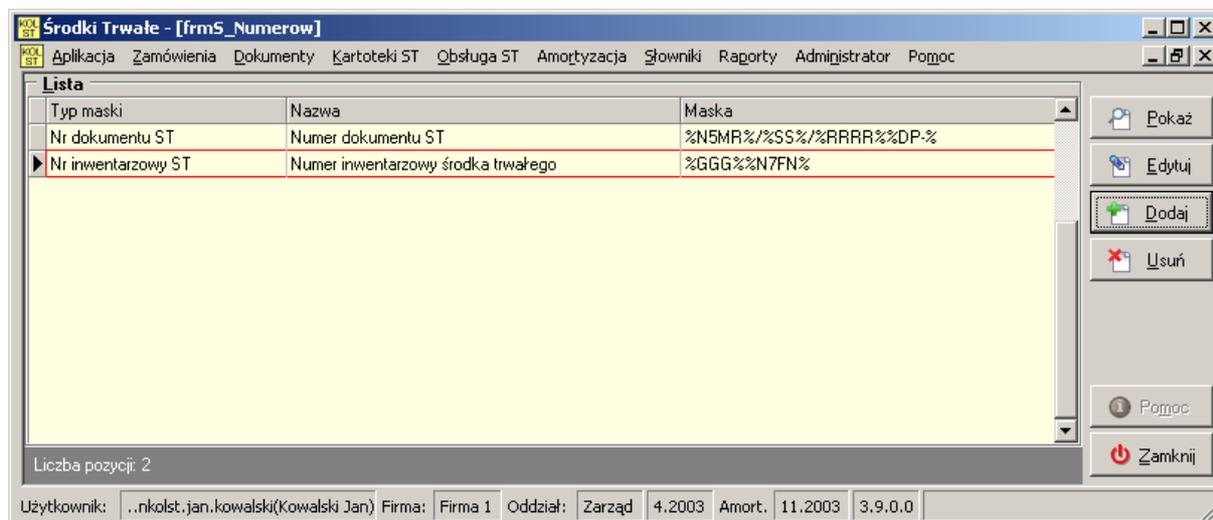 KOL ST Środki Trwałe - [frmS_Numerow]
KOL ST Aplikacja Zamówienia Dokumenty Kartoteki ST Obsługa ST Amortyzacja Słowniki Raporty Administrator Pomoc
Lista
Typ maski Nazwa Maska
Nr dokumentu ST Numer dokumentu ST %N5MR%/%SS%/%RRRR%%DP-%
Nr inwentarzowy ST Numer inwentarzowy środka trwałego %GGG%%N7FN%
Pokaż
Edytuj
Dodaj
Usuń
Pomoc
Zamknij
Liczba pozycji: 2
Użytkownik: ..nkolst.jan.kowalski(Kowalski Jan) Firma: Firma 1 Oddział: Zarząd 4.2003 Amort. 11.2003 3.9.0.0